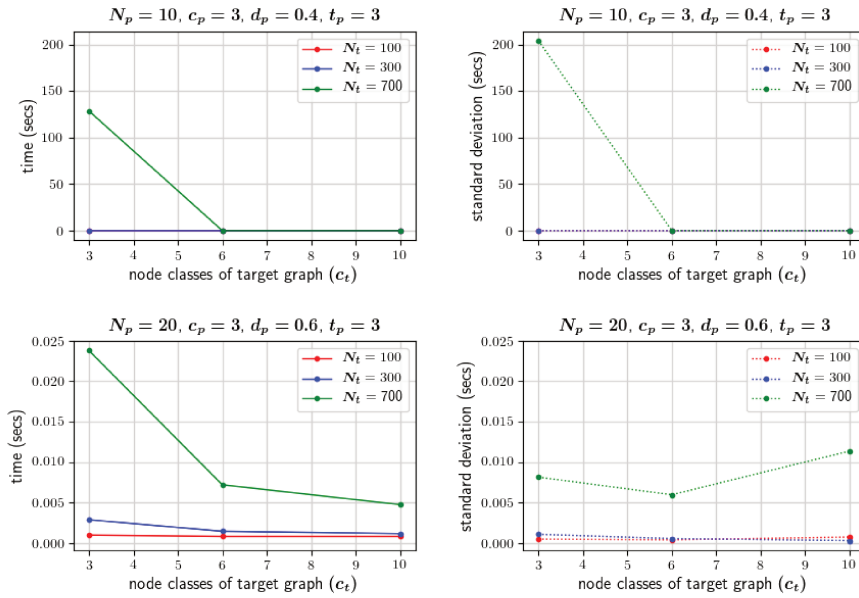 N_p = 10, c_p = 3, d_p = 0.4, t_p = 3
200
150
100
50
0
time (secs)
N_t = 100
N_t = 300
N_t = 700
3 4 5 6 7 8 9 10
node classes of target graph (c_t)
N_p = 10, c_p = 3, d_p = 0.4, t_p = 3
200
150
100
50
0
standard deviation (secs)
N_t = 100
N_t = 300
N_t = 700
3 4 5 6 7 8 9 10
node classes of target graph (c_t)
N_p = 20, c_p = 3, d_p = 0.6, t_p = 3
0.025
0.020
0.015
0.010
0.005
0.000
time (secs)
N_t = 100
N_t = 300
N_t = 700
3 4 5 6 7 8 9 10
node classes of target graph (c_t)
N_p = 20, c_p = 3, d_p = 0.6, t_p = 3
0.025
0.020
0.015
0.010
0.005
0.000
standard deviation (secs)
N_t = 100
N_t = 300
N_t = 700
3 4 5 6 7 8 9 10
node classes of target graph (c_t)